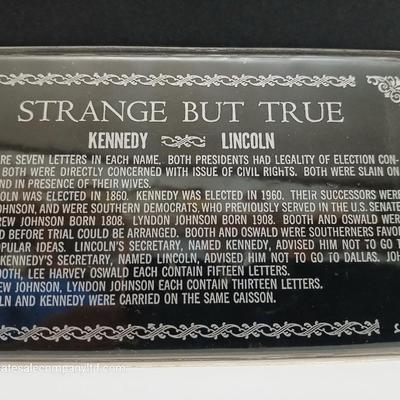 STRANGE BUT TRUE
KENNEDY LINCOLN
RE SEVEN LETTERS IN EACH NAME. BOTH PRESIDENTS HAD LEGALITY OF ELECTION CON-
BOTH WERE DIRECTLY CONCERNED WITH ISSUE OF CIVIL RIGHTS. BOTH WERE SLAIN ON
ND IN PRESENCE OF THEIR WIVES.
OLN WAS ELECTED IN 1860. KENNEDY WAS ELECTED IN 1960. THEIR SUCCESSORS WERE
OHNSON, AND WERE SOUTHERN DEMOCRATS, WHO PREVIOUSLY SERVED IN THE U.S. SENATE
REW JOHNSON BORN 1808. LYNDON JOHNSON BORN 1908. BOOTH AND OSWALD WERE
D BEFORE TRIAL COULD BE ARRANGED. BOOTH AND OSWALD WERE SOUTHERNERS FAVO
OPULAR IDEAS. LINCOLN'S SECRETARY, NAMED KENNEDY, ADVISED HIM NOT TO GO T
KENNEDY'S SECRETARY, NAMED LINCOLN, ADVISED HIM NOT TO GO TO DALLAS. JOH
OOTH, LEE HARVEY OSWALD EACH CONTAIN FIFTEEN LETTERS.
EW JOHNSON, LYNDON JOHNSON EACH CONTAIN THIRTEEN LETTERS.
LN AND KENNEDY WERE CARRIED ON THE SAME CAISSON.
atesalecompanyltd.com